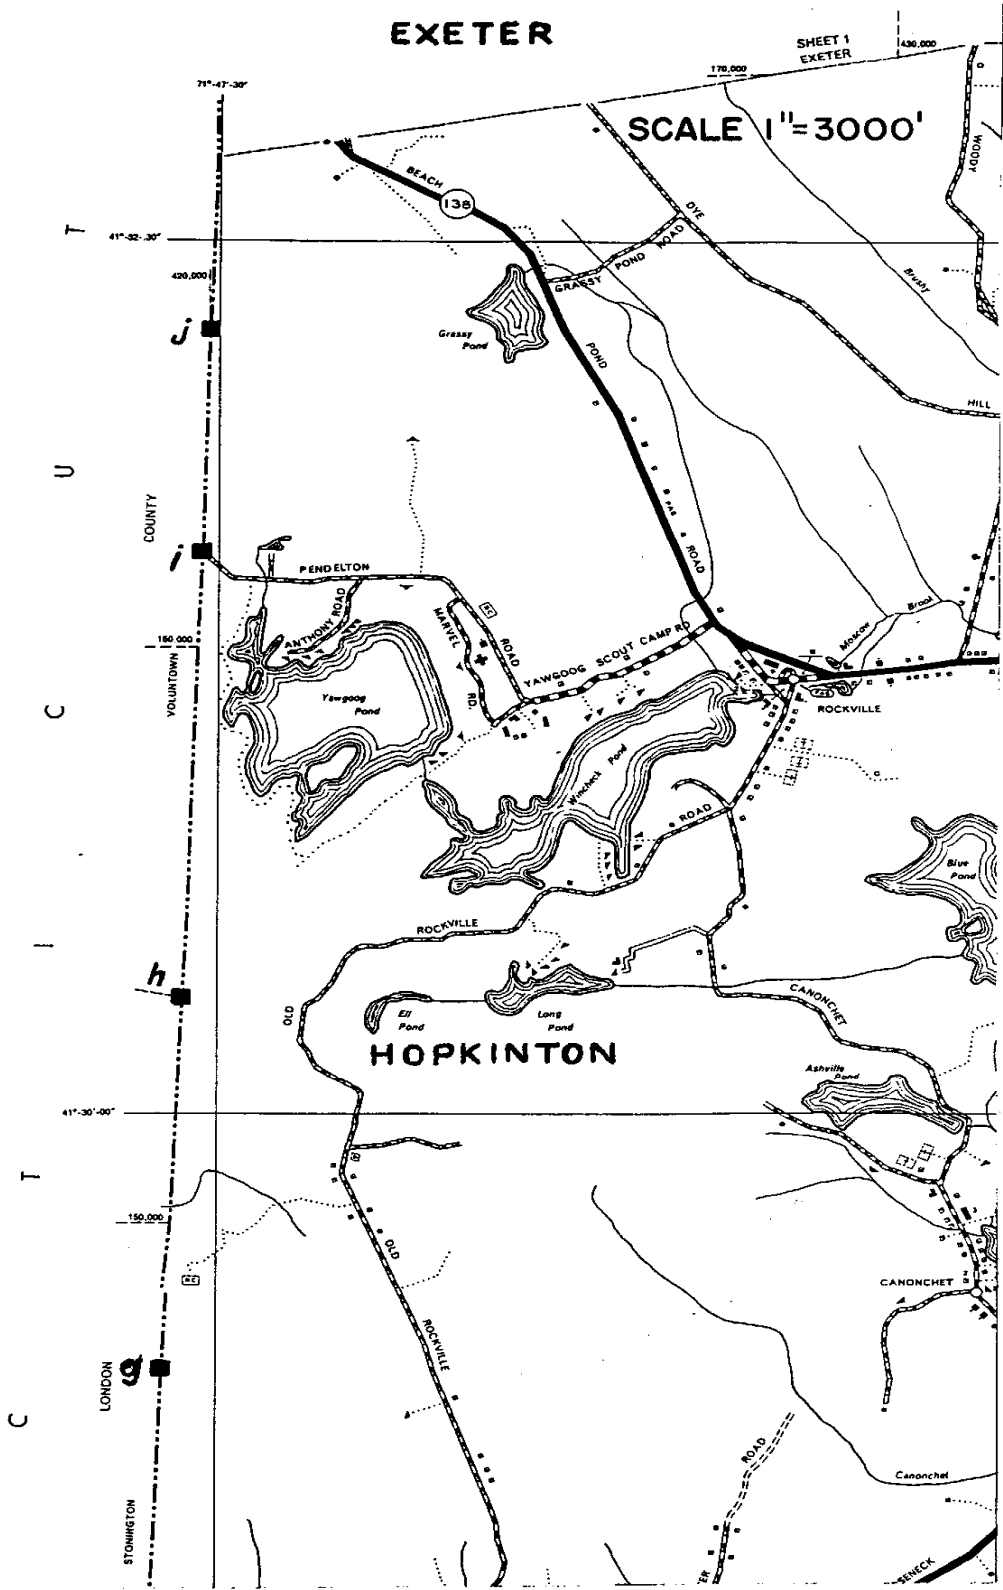 EXETER
SHEET 1
EXETER
430,000
170,000
71°-47'-30"
SCALE 1"=3000'
WOODY
BEACH
138
DYE
T
41°-32'-30"
GRASSY POND ROAD
420,000
Brushy
j
Grassy
Pond
POND
HILL
U
COUNTY
PAS
ROAD
i
PENDELTON
Brook
ANTHONY ROAD
MARVEL
RD.
ROAD
YAWGOOG SCOUT CAMP RD
Moscow
150,000
VOLUNTOWN
Yawgoog
Pond
ROCKVILLE
C
Wincheck Pond
ROAD
Blue
Pond
ROCKVILLE
I
h
OLD
Ell
Pond
Long
Pond
CANONCHET
HOPKINTON
Ashville
Pond
41°-30'-00"
T
150,000
OLD
CANONCHET
ROCKVILLE
g
LONDON
C
ROAD
Canonchet
STONINGTON
ER
SENECK